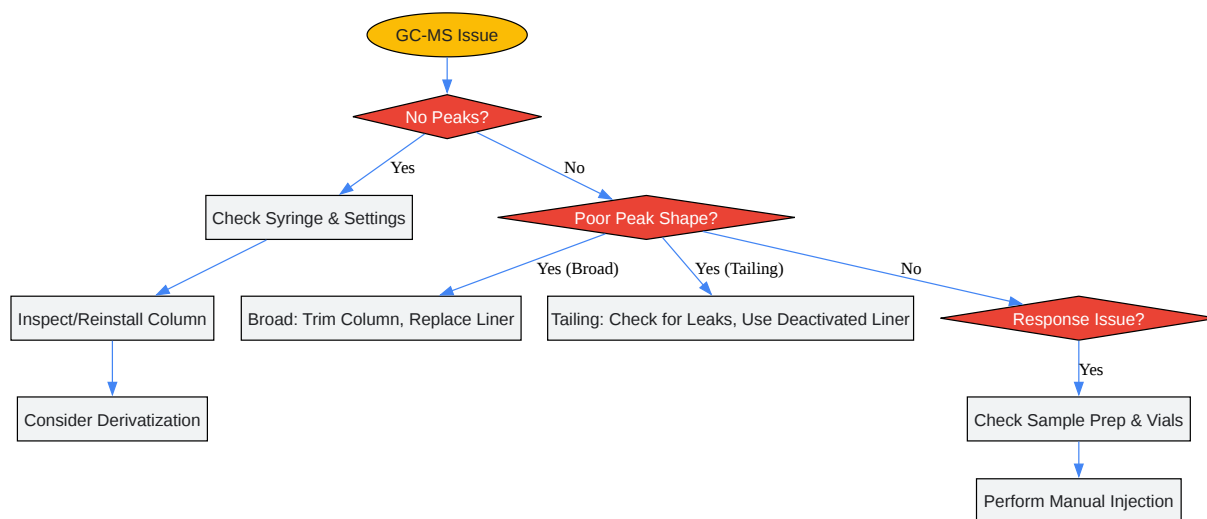 GC-MS Issue
No Peaks?
Yes
No
Check Syringe & Settings
Poor Peak Shape?
Yes (Broad)
Yes (Tailing)
No
Inspect/Reinstall Column
Broad: Trim Column, Replace Liner
Tailing: Check for Leaks, Use Deactivated Liner
Response Issue?
Yes
Consider Derivatization
Check Sample Prep & Vials
Perform Manual Injection